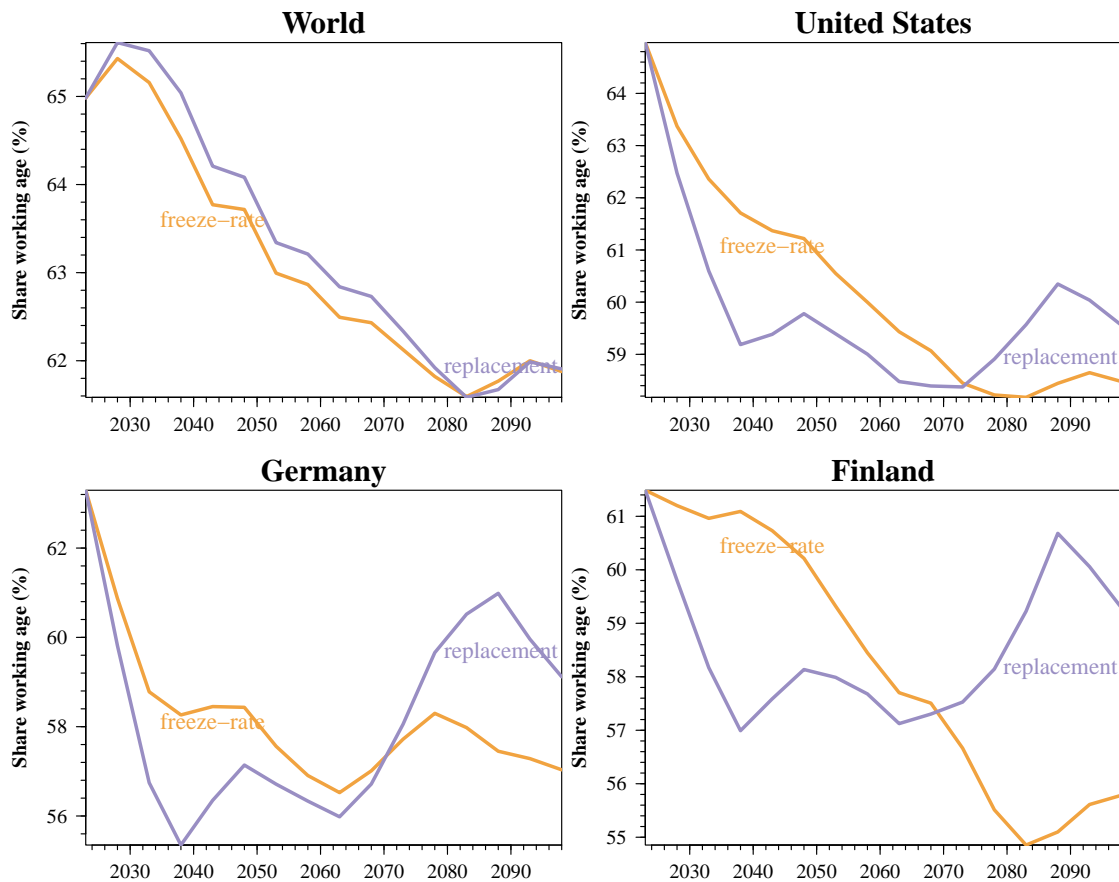 World
Share working age (%)
65
64
63
62
freeze−rate
replacement
2030 2040 2050 2060 2070 2080 2090
United States
Share working age (%)
64
63
62
61
60
59
freeze−rate
replacement
2030 2040 2050 2060 2070 2080 2090
Germany
Share working age (%)
62
60
58
56
freeze−rate
replacement
2030 2040 2050 2060 2070 2080 2090
Finland
Share working age (%)
61
60
59
58
57
56
55
freeze−rate
replacement
2030 2040 2050 2060 2070 2080 2090